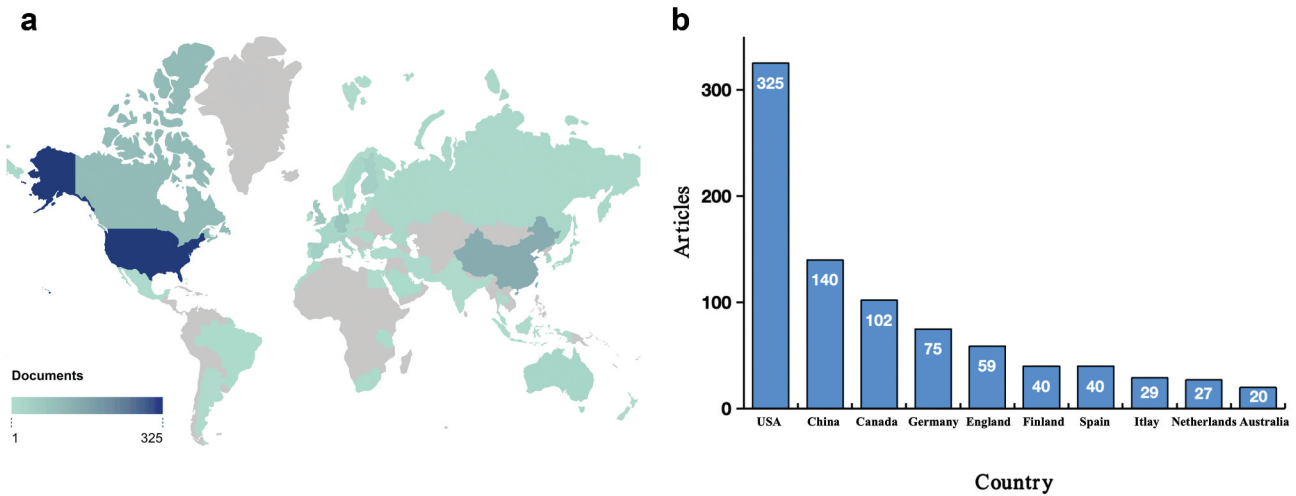 a
Documents
1 325
b
Articles
300
200
100
0
325
140
102
75
59
40
40
29
27
20
USA China Canada Germany England Finland Spain Itlay Netherlands Australia
Country